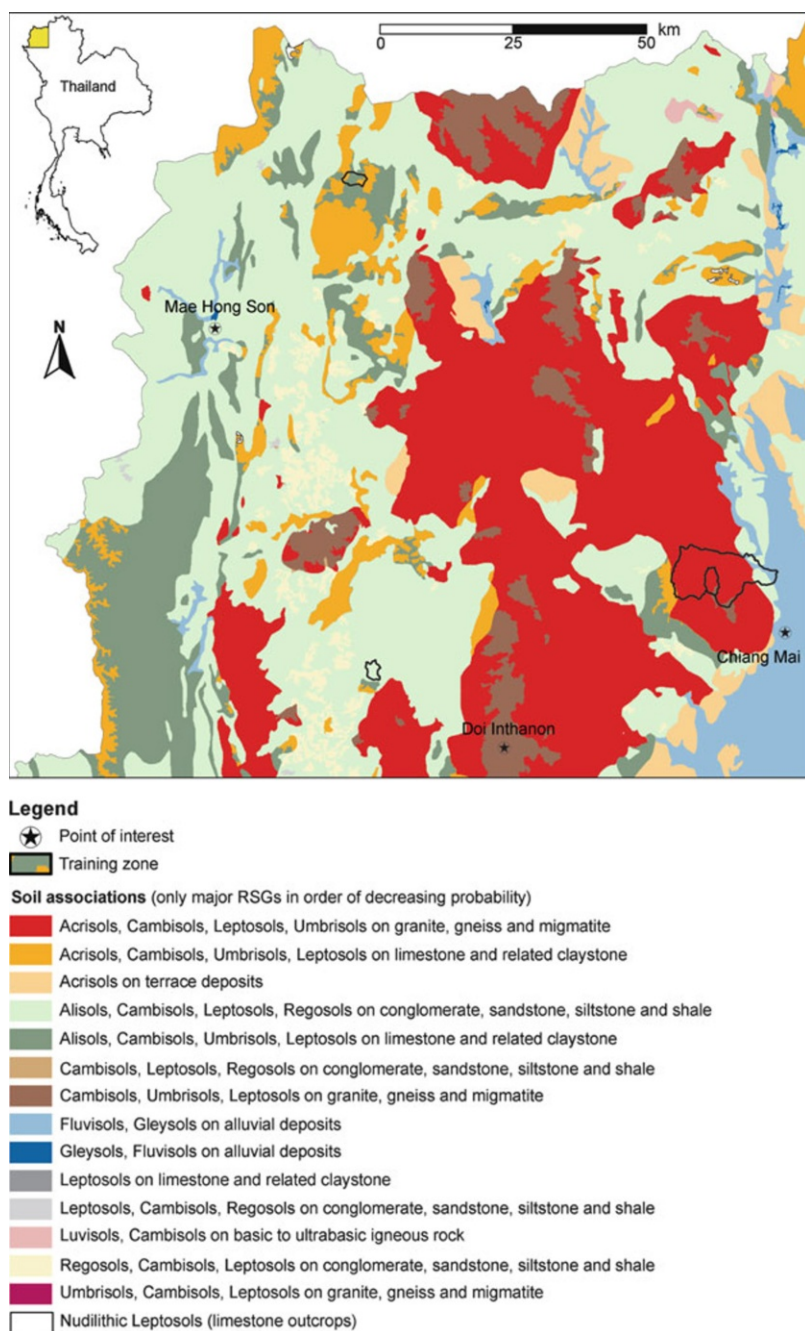 0 25 50 km
Thailand
Mae Hong Son
N
Chiang Mai
Doi Inthanon
Legend
Point of interest
Training zone
Soil associations (only major RSGs in order of decreasing probability)
Acrisols, Cambisols, Leptosols, Umbrisols on granite, gneiss and migmatite
Acrisols, Cambisols, Umbrisols, Leptosols on limestone and related claystone
Acrisols on terrace deposits
Alisols, Cambisols, Leptosols, Regosols on conglomerate, sandstone, siltstone and shale
Alisols, Cambisols, Umbrisols, Leptosols on limestone and related claystone
Cambisols, Leptosols, Regosols on conglomerate, sandstone, siltstone and shale
Cambisols, Umbrisols, Leptosols on granite, gneiss and migmatite
Fluvisols, Gleysols on alluvial deposits
Gleysols, Fluvisols on alluvial deposits
Leptosols on limestone and related claystone
Leptosols, Cambisols, Regosols on conglomerate, sandstone, siltstone and shale
Luvisols, Cambisols on basic to ultrabasic igneous rock
Regosols, Cambisols, Leptosols on conglomerate, sandstone, siltstone and shale
Umbrisols, Cambisols, Leptosols on granite, gneiss and migmatite
Nudilithic Leptosols (limestone outcrops)